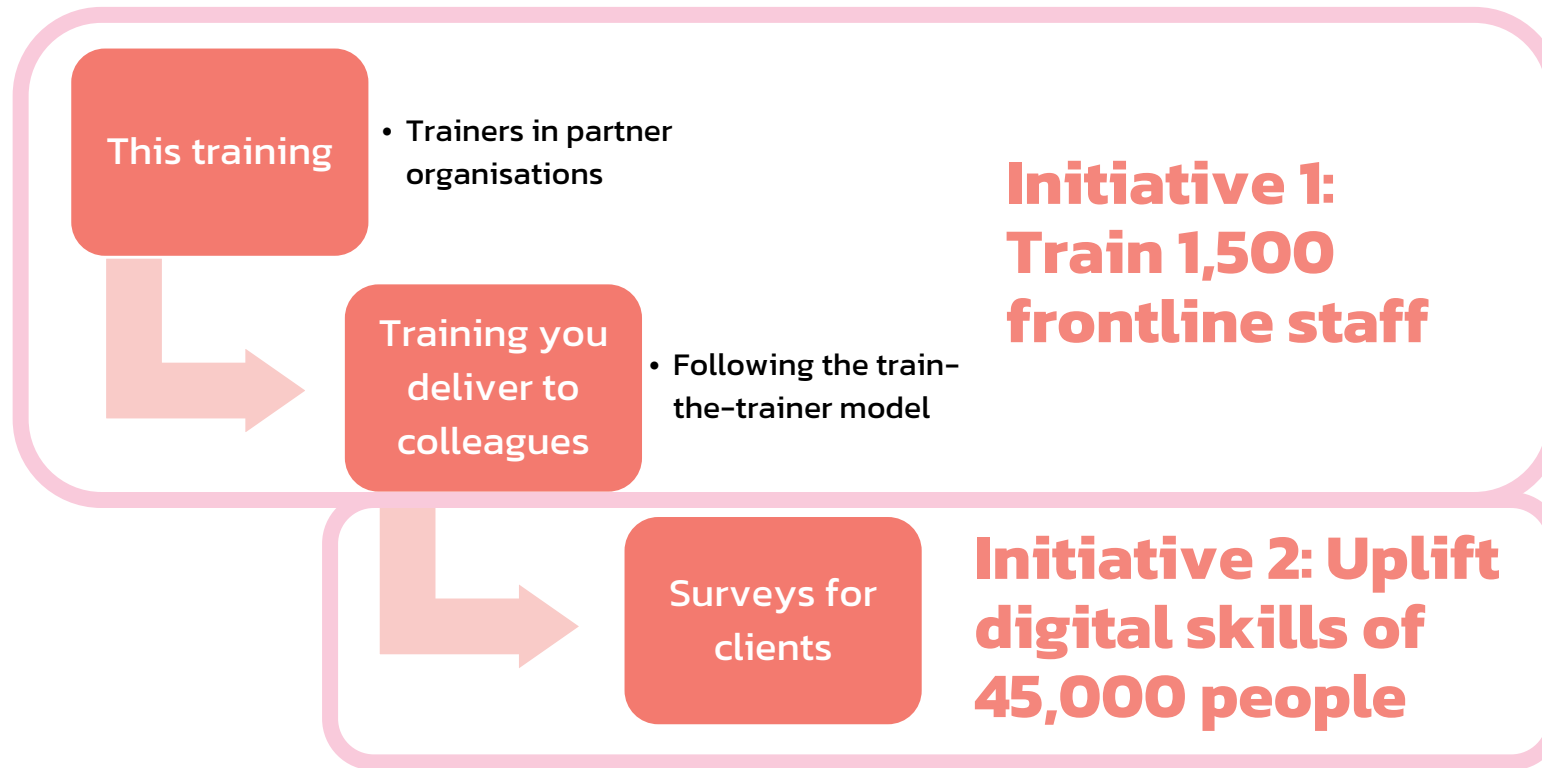 This training
• Trainers in partner
organisations
Initiative 1:
Train 1,500
frontline staff
Training you
deliver to
colleagues
• Following the train-
the-trainer model
Surveys for
clients
Initiative 2: Uplift
digital skills of
45,000 people